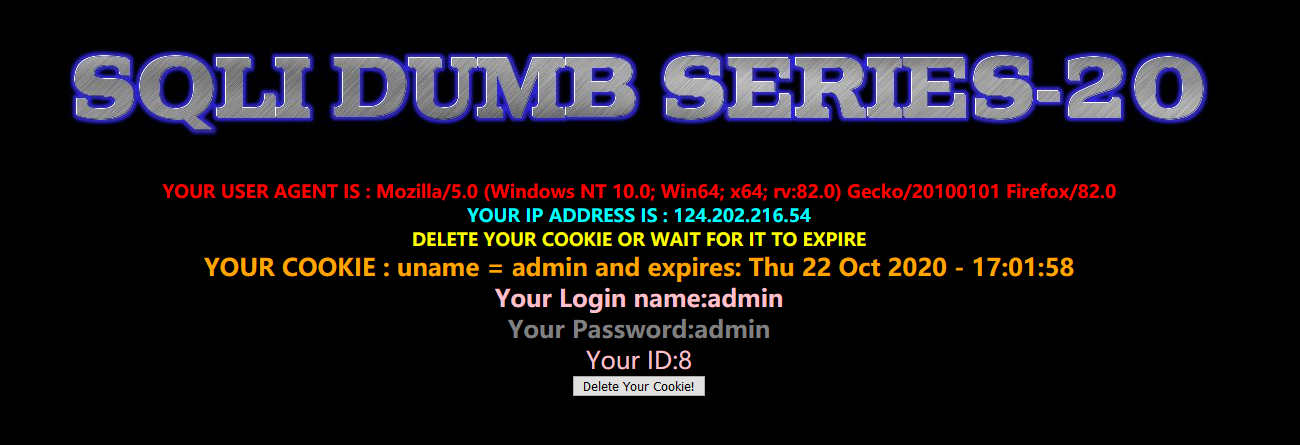 SQLI DUMB SERIES-20
YOUR USER AGENT IS : Mozilla/5.0 (Windows NT 10.0; Win64; x64; rv:82.0) Gecko/20100101 Firefox/82.0
YOUR IP ADDRESS IS : 124.202.216.54
DELETE YOUR COOKIE OR WAIT FOR IT TO EXPIRE
YOUR COOKIE : uname = admin and expires: Thu 22 Oct 2020 - 17:01:58
Your Login name:admin
Your Password:admin
Your ID:8
Delete Your Cookie!